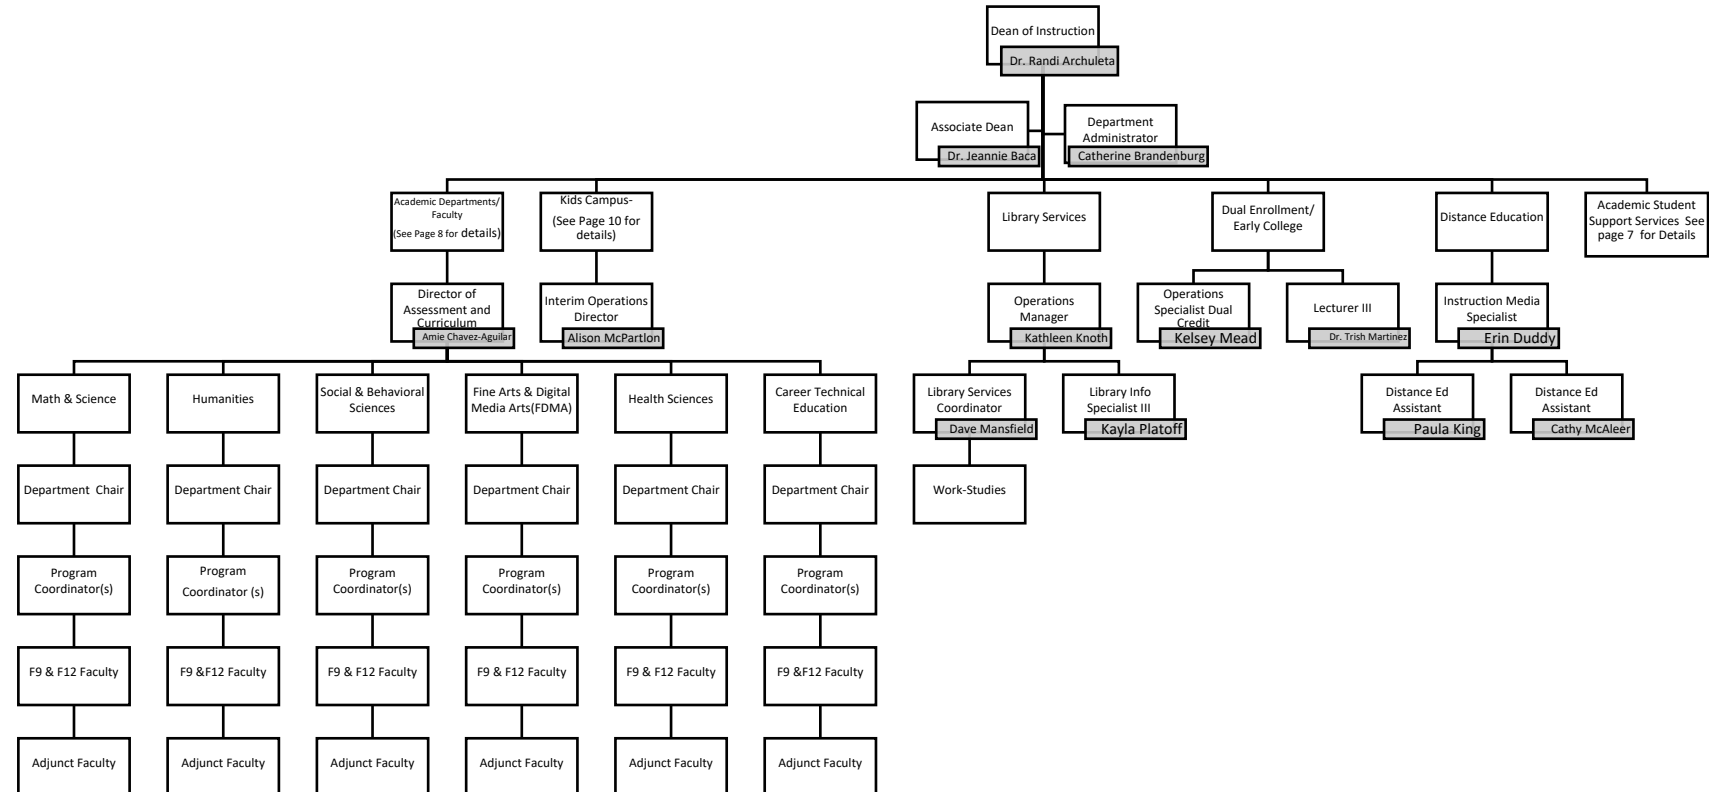 Dean of Instruction
Dr. Randi Archuleta
Associate Dean
Dr. Jeannie Baca
Department
Administrator
Catherine Brandenburg
Academic Departments/
Faculty
(See Page 8 for details)
Kids Campus-
(See Page 10 for
details)
Library Services
Dual Enrollment/
Early College
Distance Education
Academic Student
Support Services See
page 7 for Details
Director of
Assessment and
Curriculum
Amie Chavez-Aguilar
Interim Operations
Director
Alison McPartlon
Operations
Manager
Kathleen Knoth
Operations
Specialist Dual
Credit
Kelsey Mead
Lecturer III
Dr. Trish Martinez
Instruction Media
Specialist
Erin Duddy
Math & Science
Humanities
Social & Behavioral
Sciences
Fine Arts & Digital
Media Arts(FDMA)
Health Sciences
Career Technical
Education
Library Services
Coordinator
Dave Mansfield
Library Info
Specialist III
Kayla Platoff
Distance Ed
Assistant
Paula King
Distance Ed
Assistant
Cathy McAleer
Department Chair
Department Chair
Department Chair
Department Chair
Department Chair
Department Chair
Work-Studies
Program
Coordinator(s)
Program
Coordinator (s)
Program
Coordinator(s)
Program
Coordinator(s)
Program
Coordinator(s)
Program
Coordinator(s)
F9 & F12 Faculty
F9 &F12 Faculty
F9 & F12 Faculty
F9 & F12 Faculty
F9 & F12 Faculty
F9 &F12 Faculty
Adjunct Faculty
Adjunct Faculty
Adjunct Faculty
Adjunct Faculty
Adjunct Faculty
Adjunct Faculty